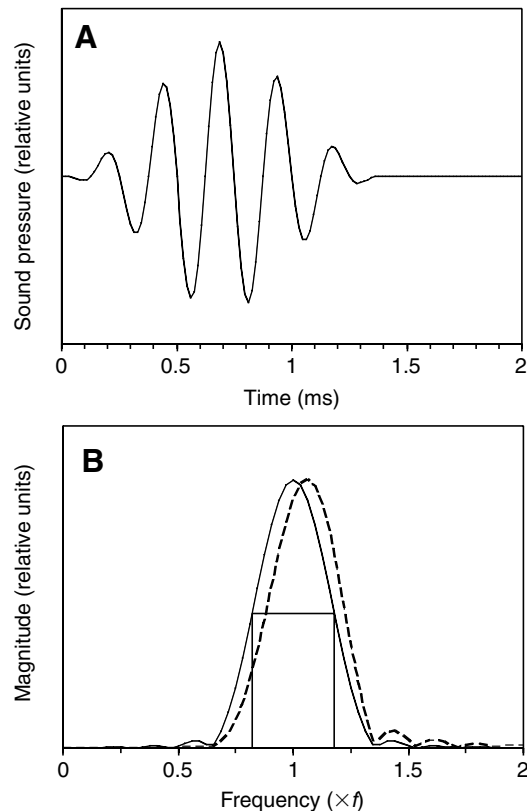 A
Sound pressure (relative units)
0 0.5 1 1.5 2
Time (ms)
B
Magnitude (relative units)
0 0.5 1 1.5 2
Frequency (×f)